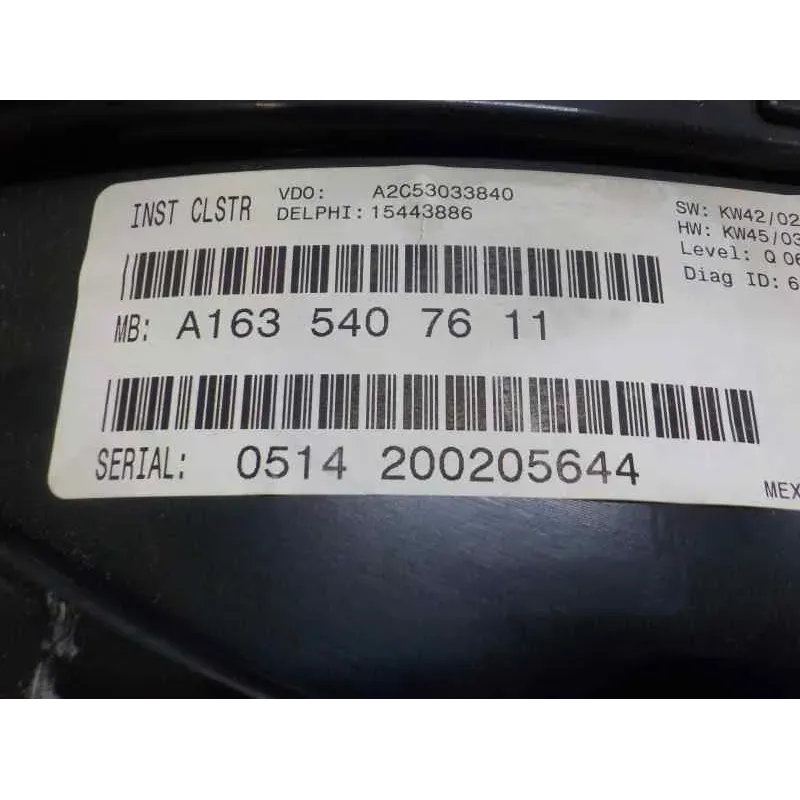 INST CLSTR VDO: A2C53033840
DELPHI: 15443886
SW: KW42/02
HW: KW45/03
Level: Q 06
Diag ID: 6
MB: A163 540 76 11
SERIAL: 0514 200205644
MEX